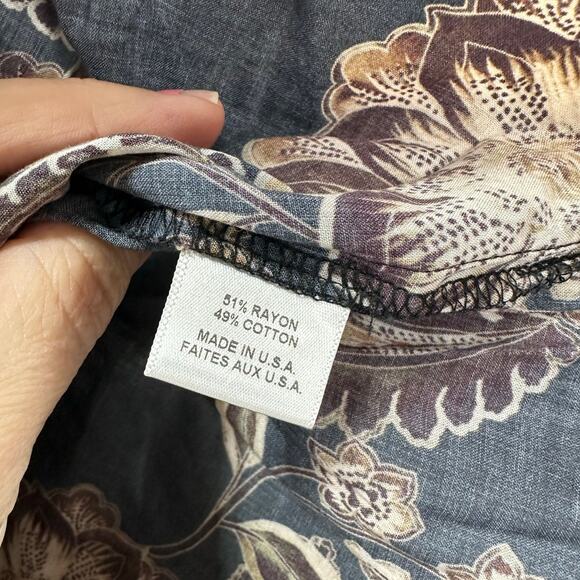 51% RAYON
49% COTTON
MADE IN U.S.A.
FAITES AUX U.S.A.